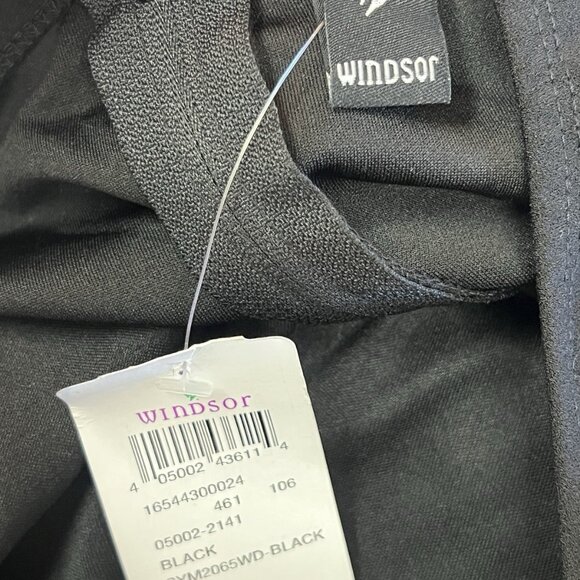 WINDSOR
WINDSOR
4 05002 43611 4
16544300024
461 106
05002-2141
BLACK
YM2065WD-BLACK